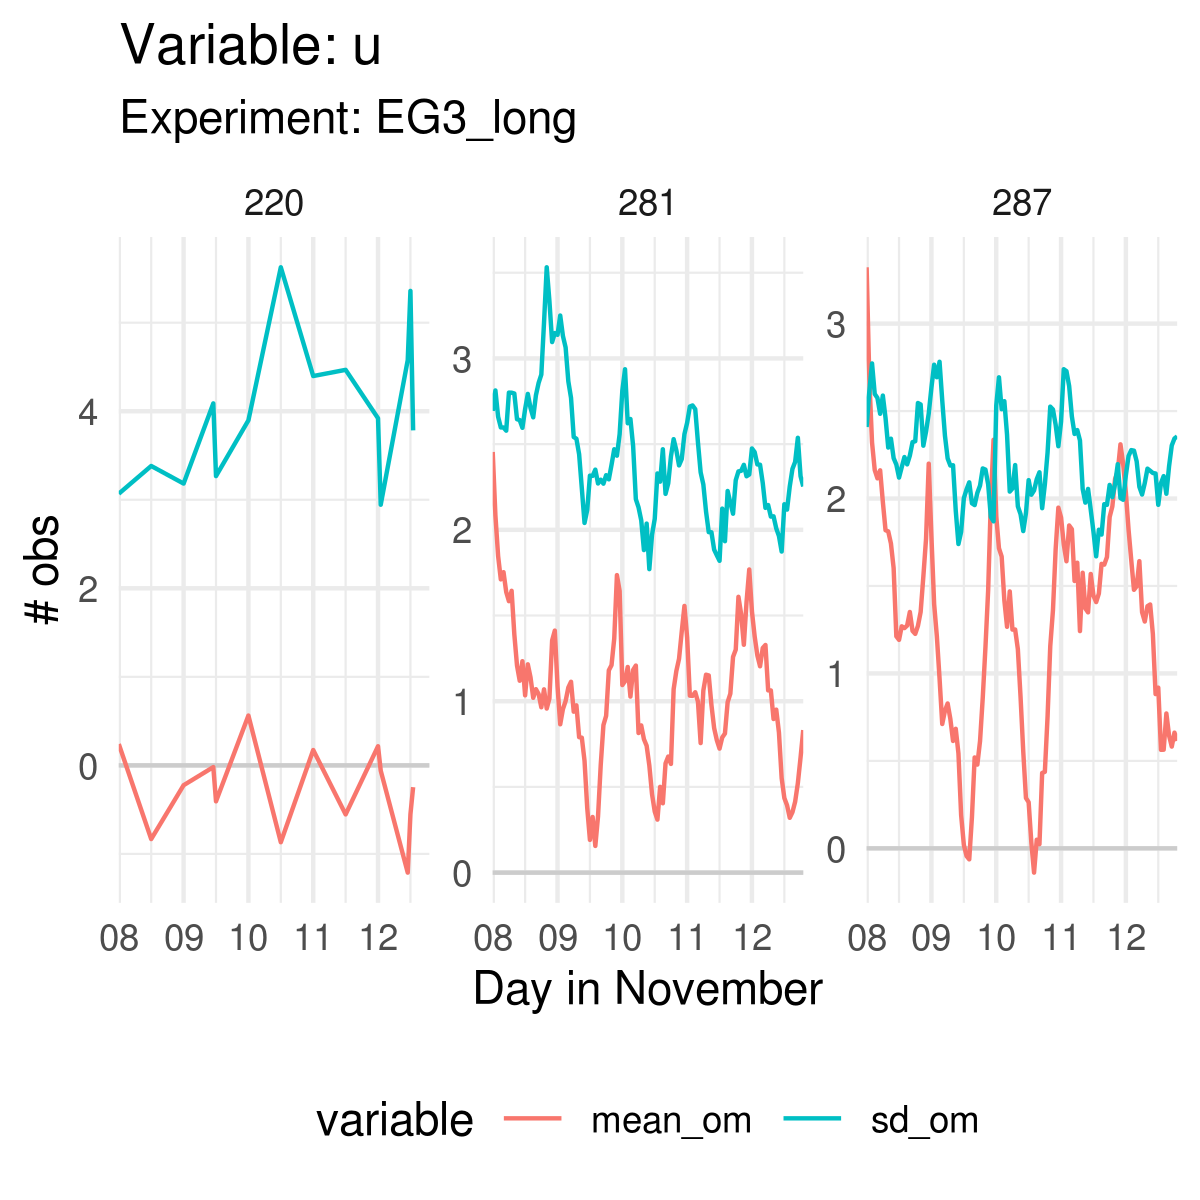 Variable: u
Experiment: EG3_long
220 281 287
# obs
4
2
0
3
2
1
0
3
2
1
0
08 09 10 11 12 08 09 10 11 12 08 09 10 11 12
Day in November
variable mean_om sd_om